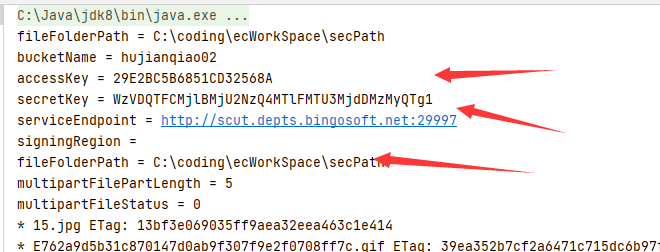 C:\Java\jdk8\bin\java.exe ...
fileFolderPath = C:\coding\ecWorkSpace\secPath
bucketName = hujianqiao02
accessKey = 29E2BC5B6851CD32568A
secretKey = WzVDQTFCMjlBMjU2NzQ4MTlFMTU3MjdDMzMyQTg1
serviceEndpoint = http://scut.depts.bingosoft.net:29997
signingRegion =
fileFolderPath = C:\coding\ecWorkSpace\secPath
multipartFilePartLength = 5
multipartFileStatus = 0
* 15.jpg ETag: 13bf3e069035ff9aea32eea463c1e414
* E762a9d5b31c870147d0ab9f307f9e2f0708ff7c.gif ETag: 39ea352b7cf2a6471c715dc6b97f